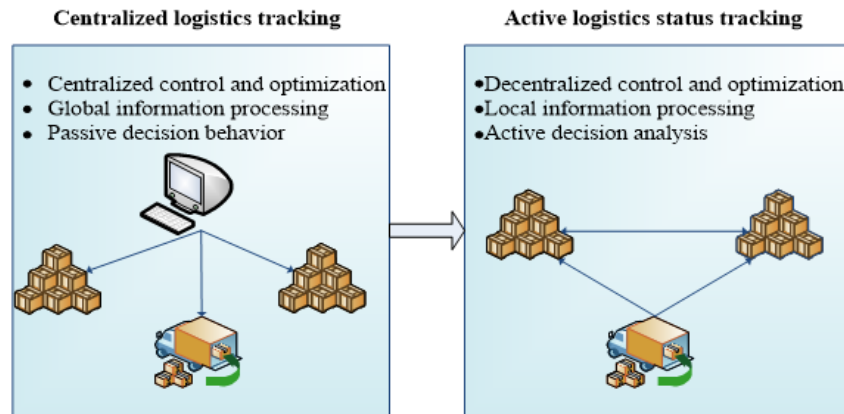 Centralized logistics tracking
• Centralized control and optimization
• Global information processing
• Passive decision behavior
Active logistics status tracking
•Decentralized control and optimization
•Local information processing
•Active decision analysis